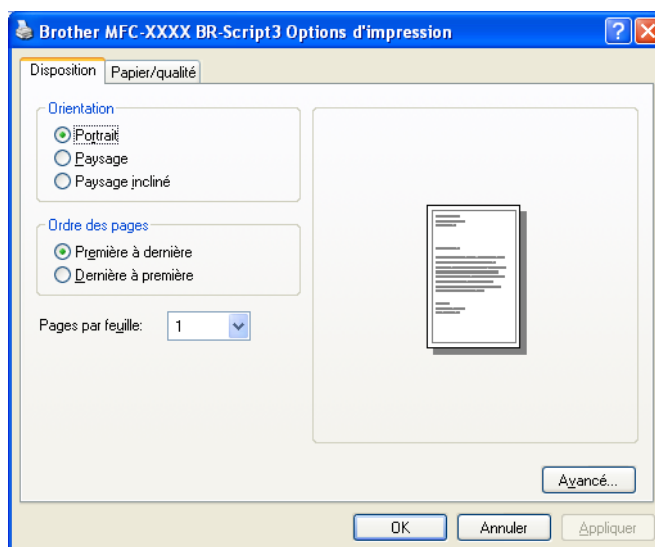 Brother MFC-XXXX BR-Script3 Options d'impression
Disposition
Papier/qualité
Orientation
Portrait
Paysage
Paysage incliné
Ordre des pages
Première à dernière
Dernière à première
Pages par feuille: 1
Avancé...
OK
Annuler
Appliquer